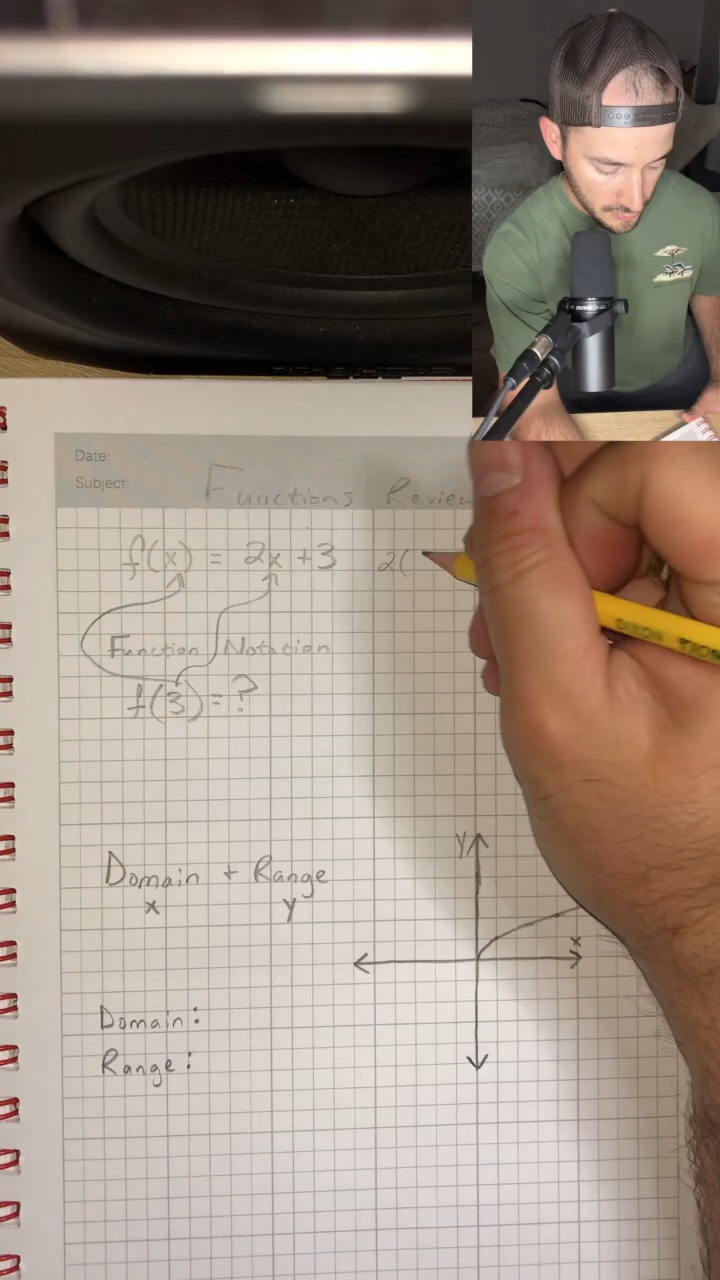 Date:
Subject: Functions Review
f(x) = 2x + 3 2(
Function Notation
f(3) = ?
Domain + Range
x y
y
x
Domain:
Range: